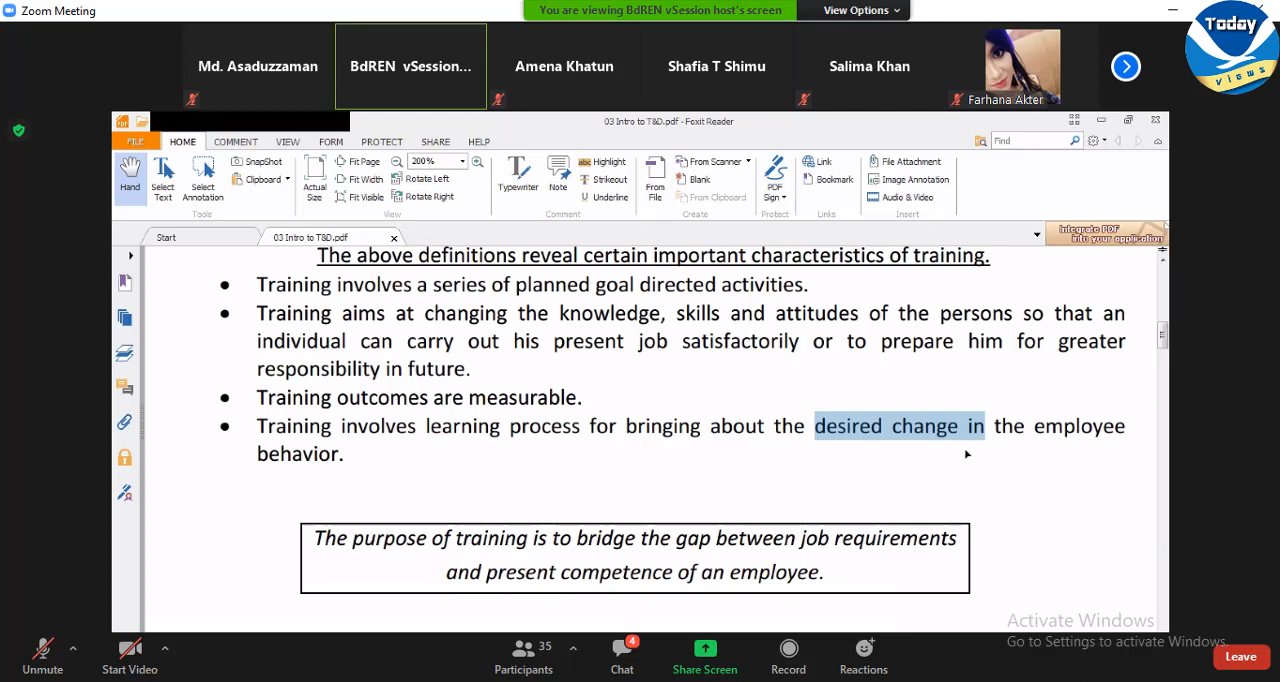 Zoom Meeting
You are viewing BdREN vSession host's screen
View Options
Today
views
Md. Asaduzzaman
BdREN vSession...
Amena Khatun
Shafia T Shimu
Salima Khan
Farhana Akter
03 Intro to T&D.pdf - Foxit Reader
FILE HOME COMMENT VIEW FORM PROTECT SHARE HELP
Find
Hand
Select Text
Select Annotation
SnapShot
Clipboard
Tools
Actual Size
Fit Page
Fit Width
Fit Visible
200%
Rotate Left
Rotate Right
View
Typewriter
Note
Highlight
Strikeout
Underline
Comment
From File
From Scanner
Blank
From Clipboard
Create
PDF Sign
Protect
Link
Bookmark
Links
File Attachment
Image Annotation
Audio & Video
Insert
Start
03 Intro to T&D.pdf
Integrate PDF
into your application
The above definitions reveal certain important characteristics of training.
• Training involves a series of planned goal directed activities.
• Training aims at changing the knowledge, skills and attitudes of the persons so that an
individual can carry out his present job satisfactorily or to prepare him for greater
responsibility in future.
• Training outcomes are measurable.
• Training involves learning process for bringing about the desired change in the employee
behavior.
The purpose of training is to bridge the gap between job requirements
and present competence of an employee.
Activate Windows
Go to Settings to activate Windows.
Unmute
Start Video
35
Participants
4
Chat
Share Screen
Record
Reactions
Leave